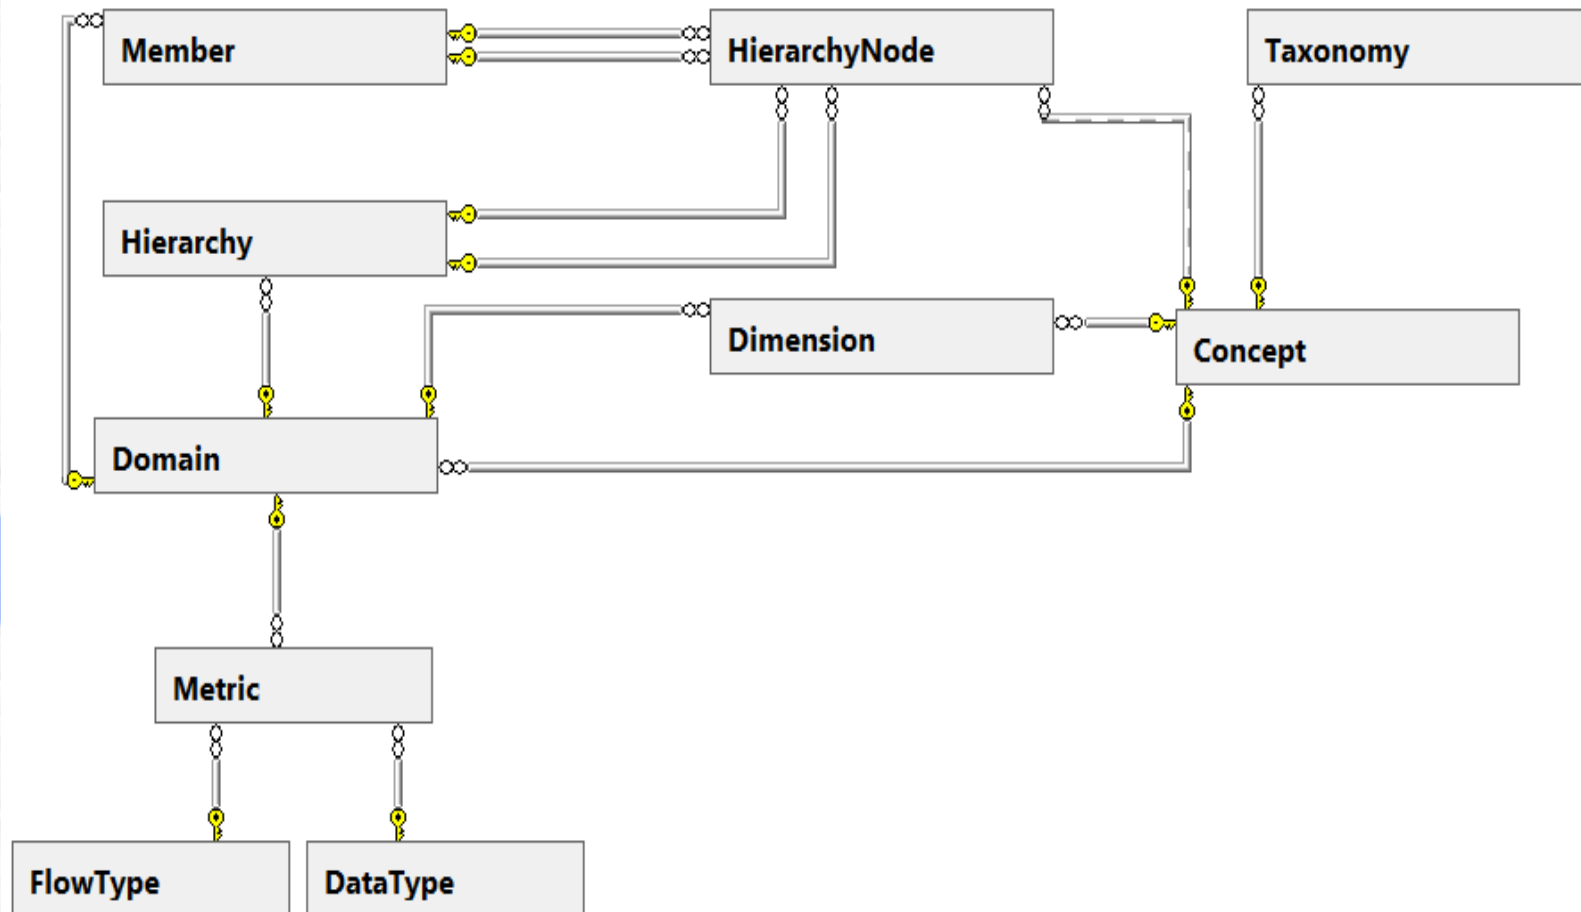 Member
HierarchyNode
Taxonomy
Hierarchy
Dimension
Concept
Domain
Metric
FlowType
DataType